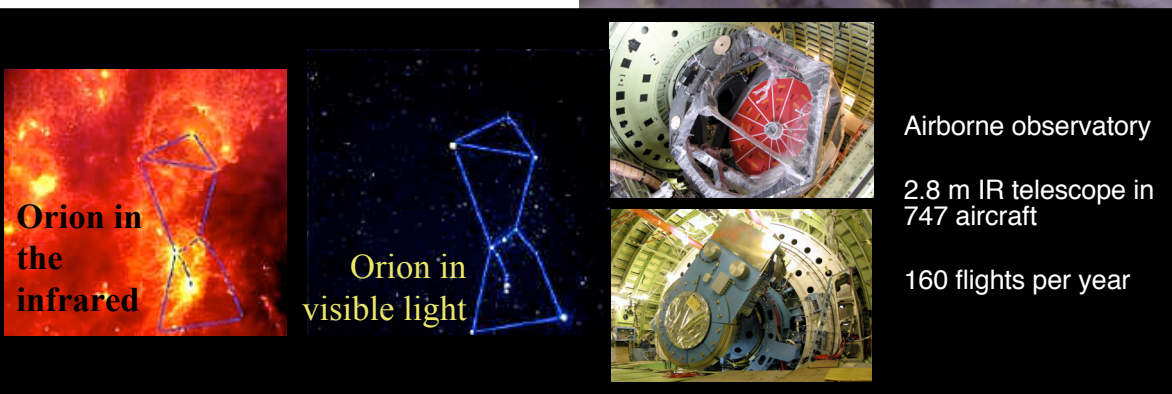 Orion in
the
infrared
Orion in
visible light
Airborne observatory
2.8 m IR telescope in
747 aircraft
160 flights per year